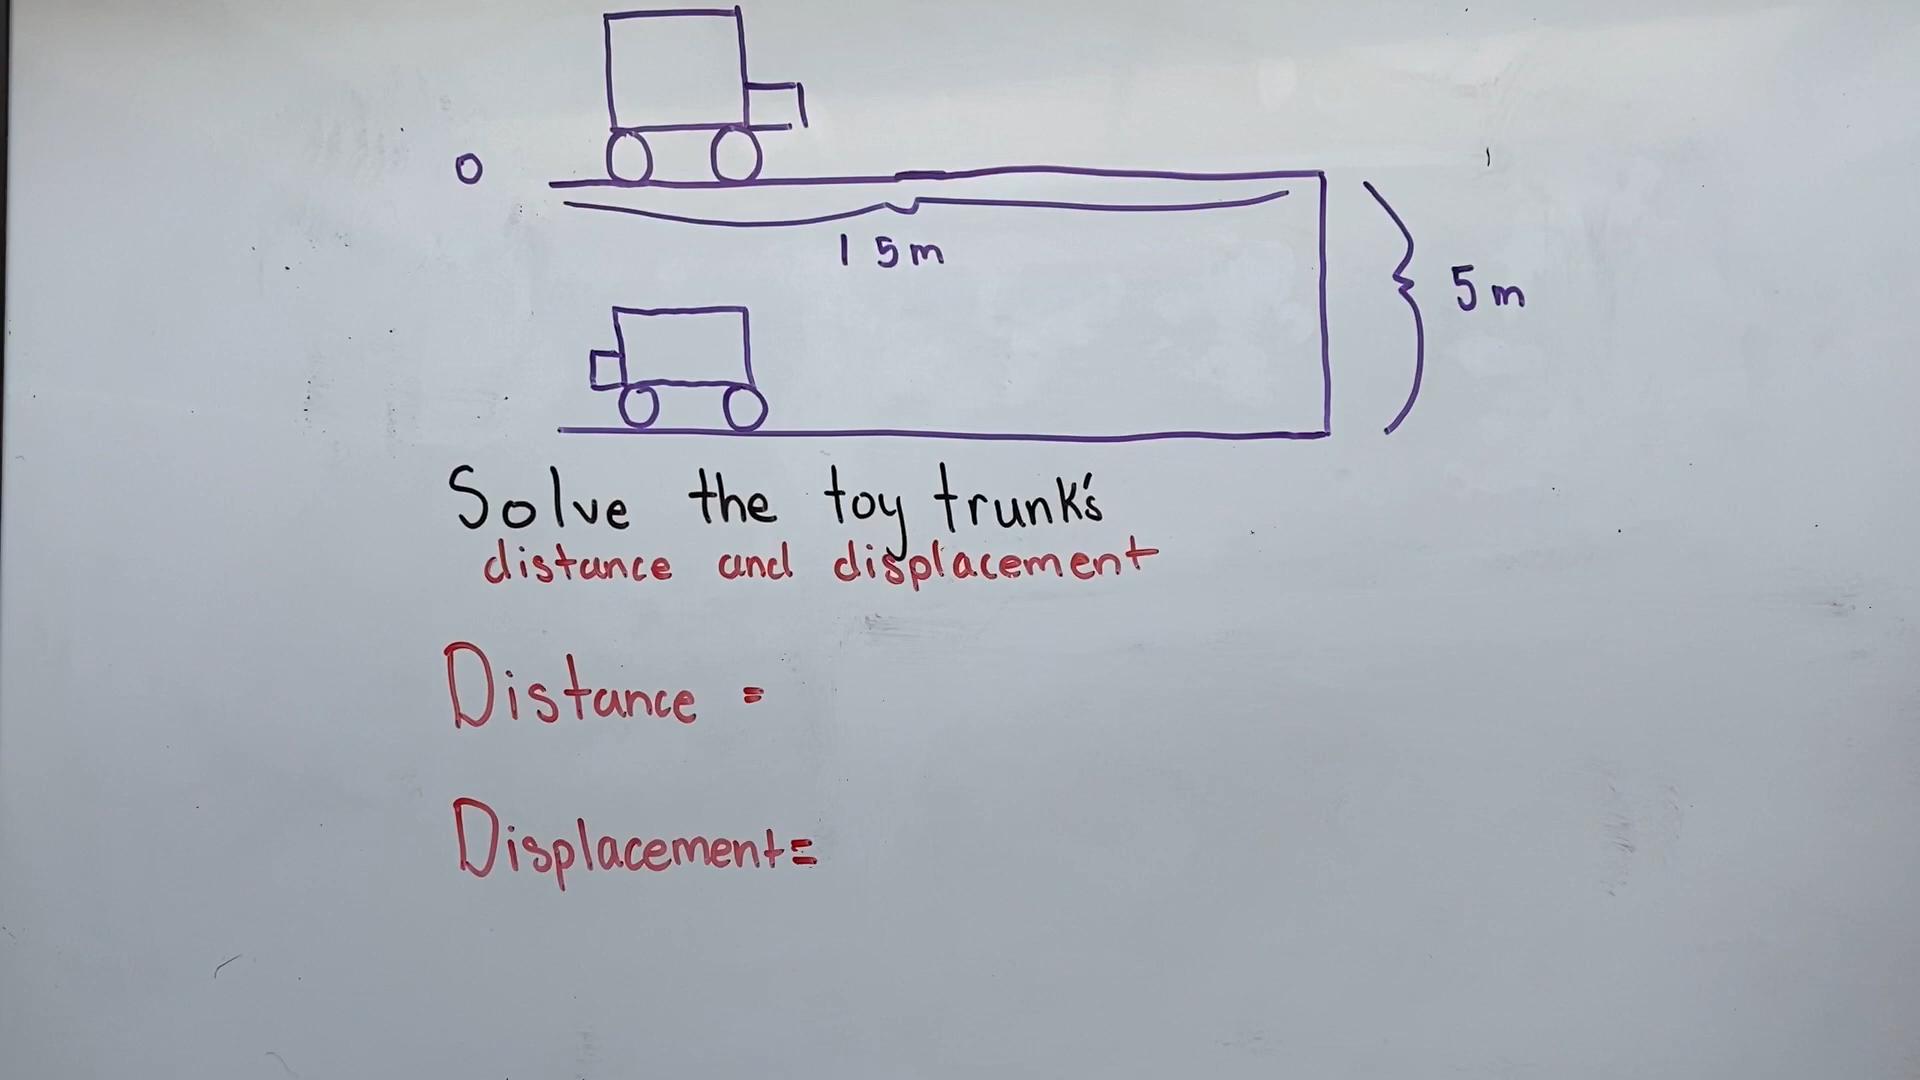 0
15m
5m
Solve the toy trunk's
distance and displacement
Distance =
Displacement=